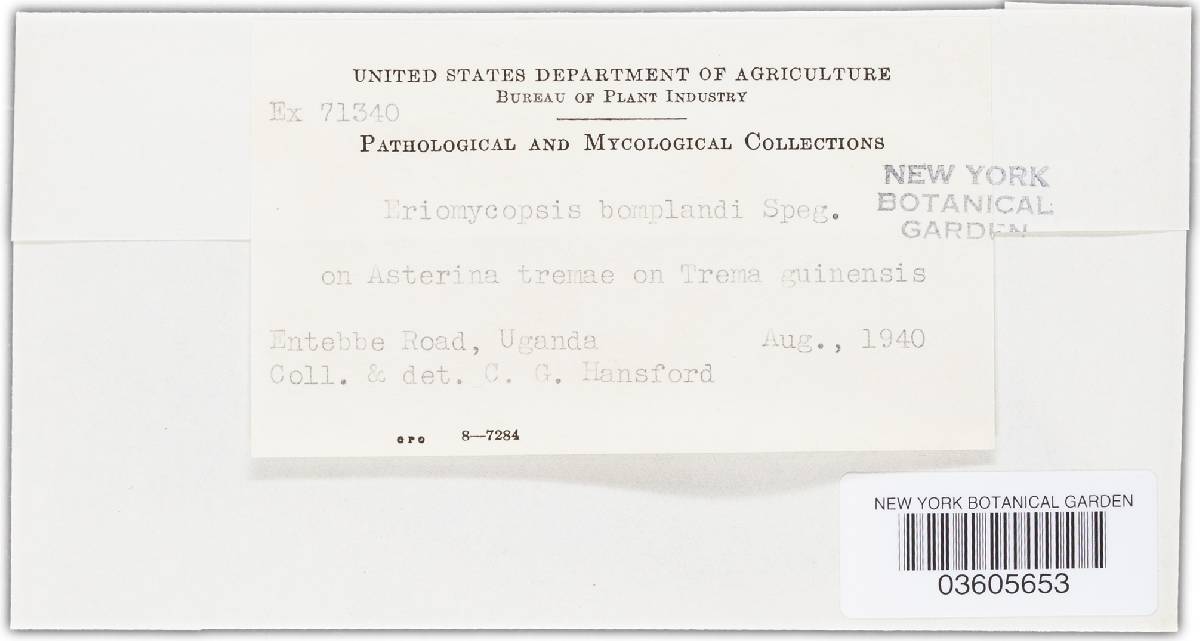 UNITED STATES DEPARTMENT OF AGRICULTURE
BUREAU OF PLANT INDUSTRY
Ex 71340
PATHOLOGICAL AND MYCOLOGICAL COLLECTIONS
NEW YORK
BOTANICAL
GARDEN
Eriomycopsis bomplandi Speg.
on Asterina tremae on Trema guinensis
Entebbe Road, Uganda Aug., 1940
Coll. & det. C. G. Hansford
GPO 8—7284
NEW YORK BOTANICAL GARDEN
03605653